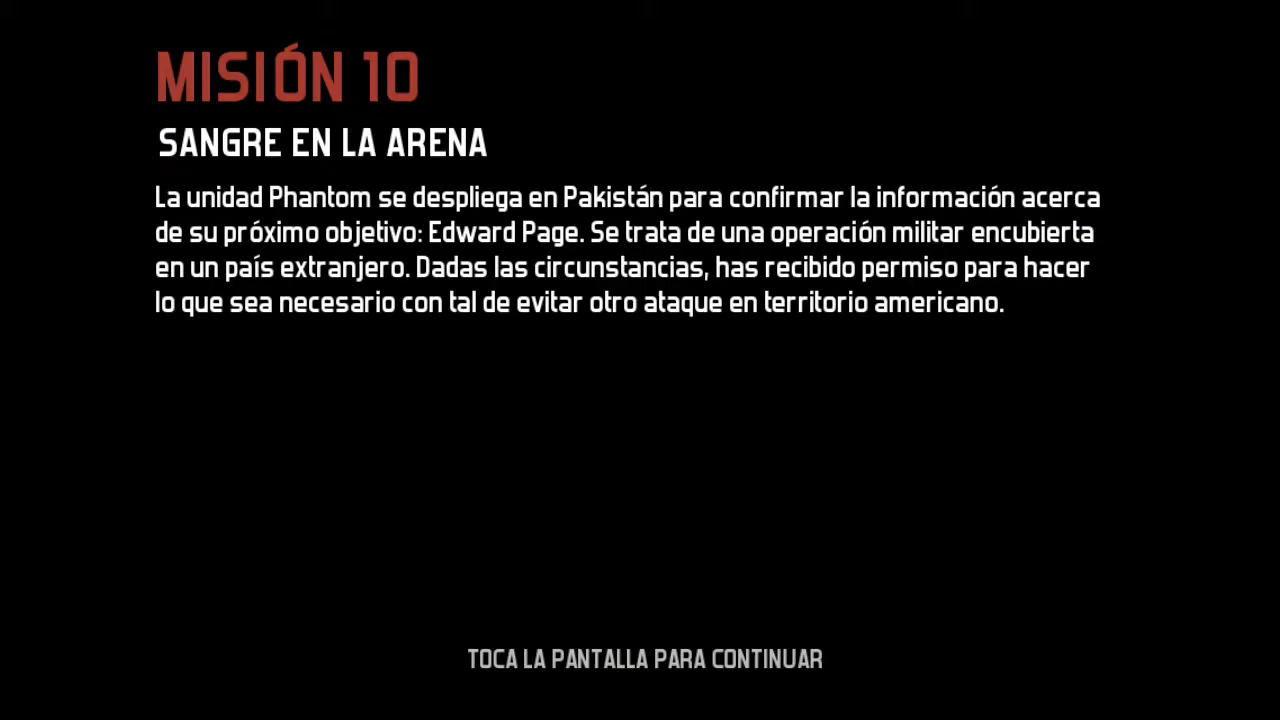 MISIÓN 10
SANGRE EN LA ARENA
La unidad Phantom se despliega en Pakistán para confirmar la información acerca
de su próximo objetivo: Edward Page. Se trata de una operación militar encubierta
en un país extranjero. Dadas las circunstancias, has recibido permiso para hacer
lo que sea necesario con tal de evitar otro ataque en territorio americano.
TOCA LA PANTALLA PARA CONTINUAR